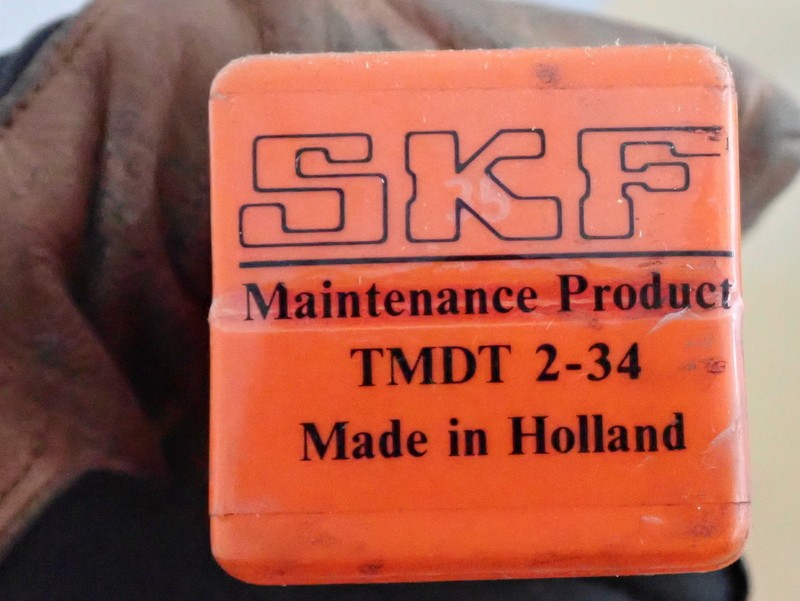 SKF
Maintenance Product
TMDT 2-34
Made in Holland